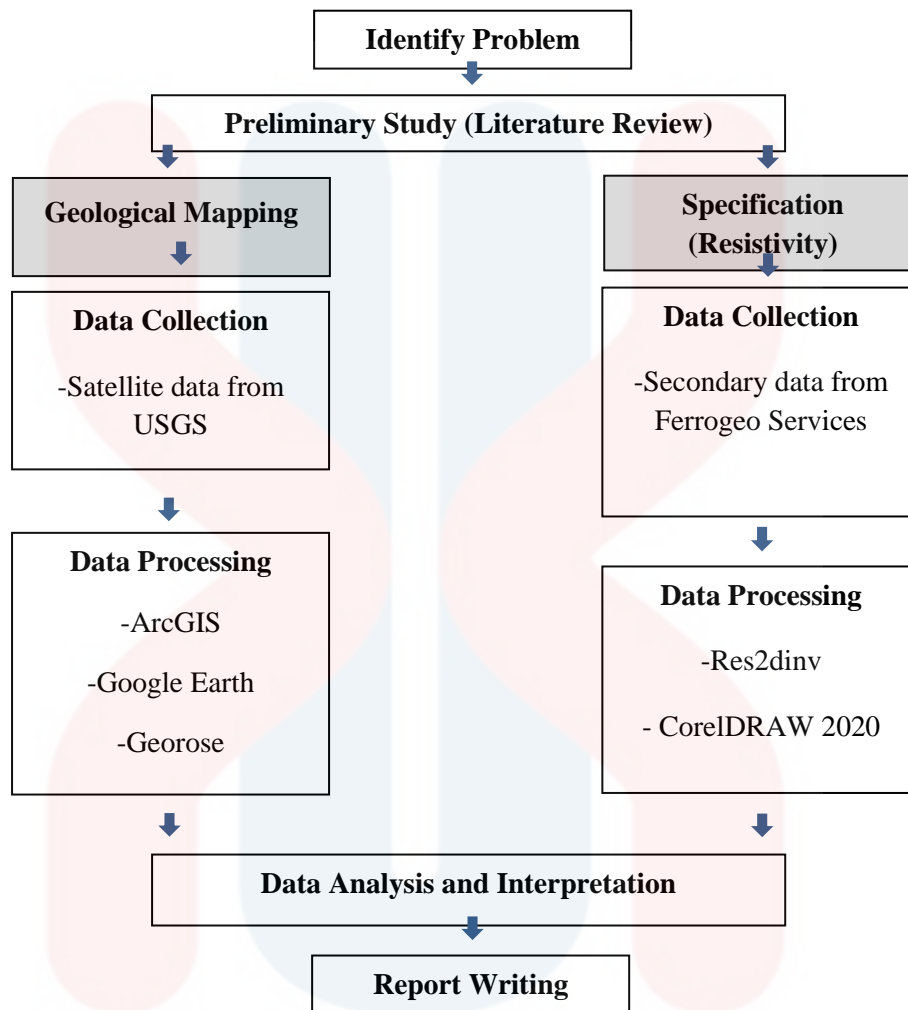 Identify Problem
Preliminary Study (Literature Review)
Geological Mapping
Specification
(Resistivity)
Data Collection
-Satellite data from
USGS
Data Collection
-Secondary data from
Ferrogeo Services
Data Processing
-ArcGIS
-Google Earth
-Georose
Data Processing
-Res2dinv
- CorelDRAW 2020
Data Analysis and Interpretation
Report Writing